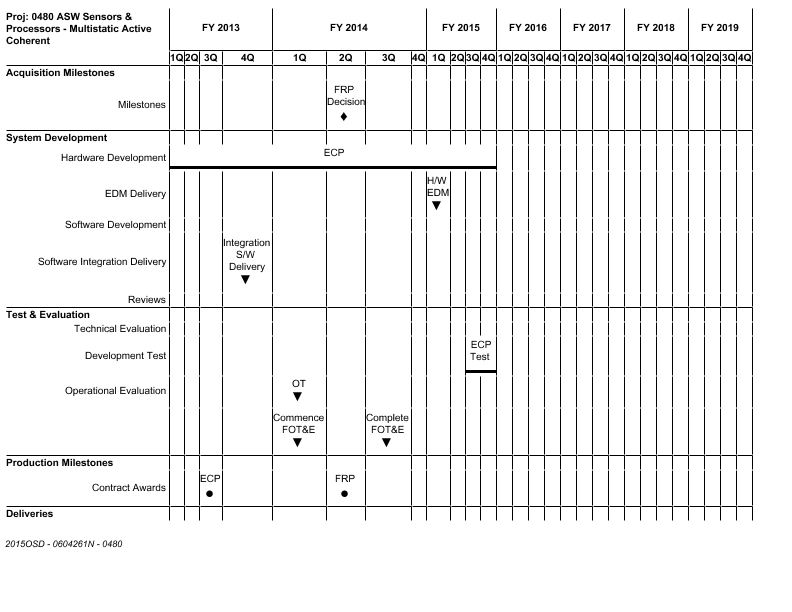 Proj: 0480 ASW Sensors &
Processors - Multistatic Active
Coherent
FY 2013 FY 2014 FY 2015 FY 2016 FY 2017 FY 2018 FY 2019
1Q 2Q 3Q 4Q 1Q 2Q 3Q 4Q 1Q 2Q 3Q 4Q 1Q 2Q 3Q 4Q 1Q 2Q 3Q 4Q 1Q 2Q 3Q 4Q 1Q 2Q 3Q 4Q
Acquisition Milestones
Milestones
FRP
Decision
System Development
Hardware Development
ECP
EDM Delivery
H/W
EDM
Software Development
Software Integration Delivery
Integration
S/W
Delivery
Reviews
Test & Evaluation
Technical Evaluation
Development Test
ECP
Test
Operational Evaluation
OT
Commence
FOT&E
Complete
FOT&E
Production Milestones
Contract Awards
ECP
FRP
Deliveries
2015OSD - 0604261N - 0480